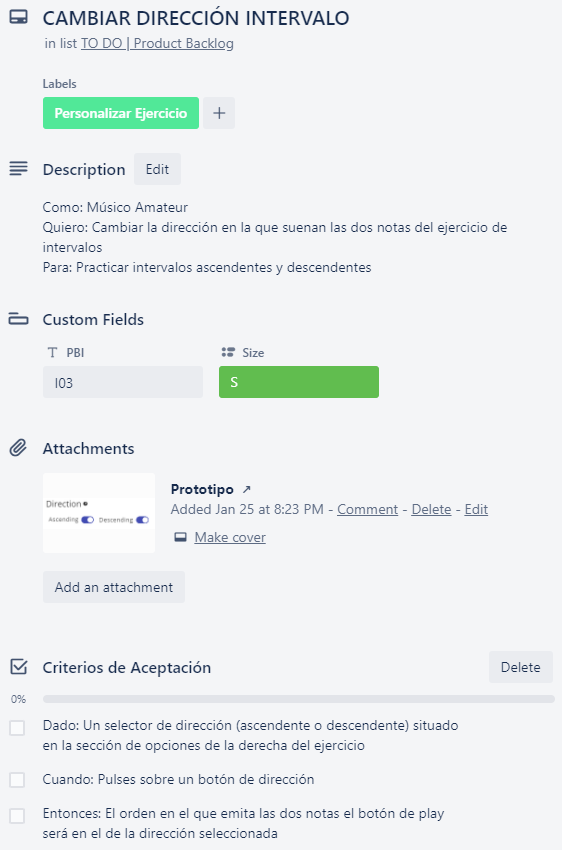 CAMBIAR DIRECCIÓN INTERVALO
in list TO DO | Product Backlog
Labels
Personalizar Ejercicio +
Description Edit
Como: Músico Amateur
Quiero: Cambiar la dirección en la que suenan las dos notas del ejercicio de
intervalos
Para: Practicar intervalos ascendentes y descendentes
Custom Fields
PBI Size
I03 S
Attachments
Direction
Ascending Descending
Prototipo ↗
Added Jan 25 at 8:23 PM - Comment - Delete - Edit
Make cover
Add an attachment
Criterios de Aceptación Delete
0%
Dado: Un selector de dirección (ascendente o descendente) situado
en la sección de opciones de la derecha del ejercicio
Cuando: Pulses sobre un botón de dirección
Entonces: El orden en el que emita las dos notas el botón de play
será en el de la dirección seleccionada